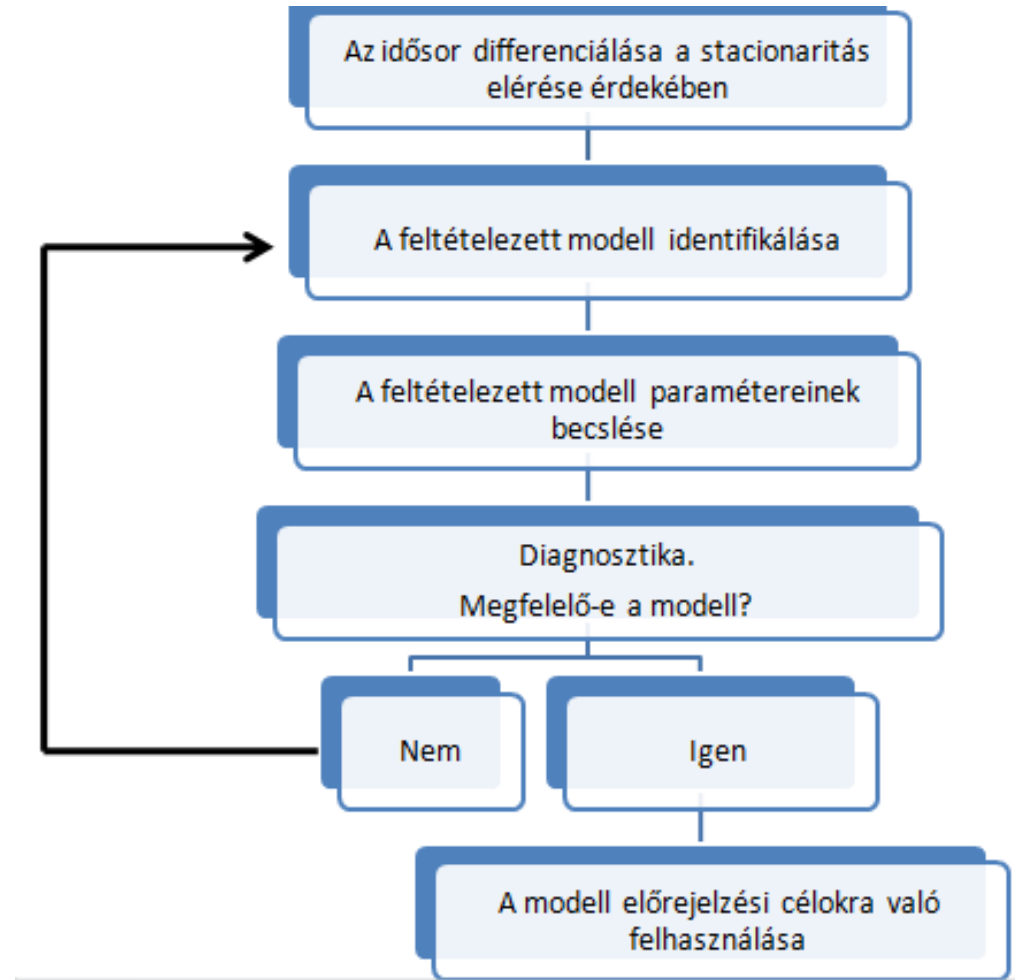 Az idősor differenciálása a stacionaritás
elérése érdekében
A feltételezett modell identifikálása
A feltételezett modell paramétereinek
becslése
Diagnosztika.
Megfelelő-e a modell?
Nem
Igen
A modell előrejelzési célokra való
felhasználása